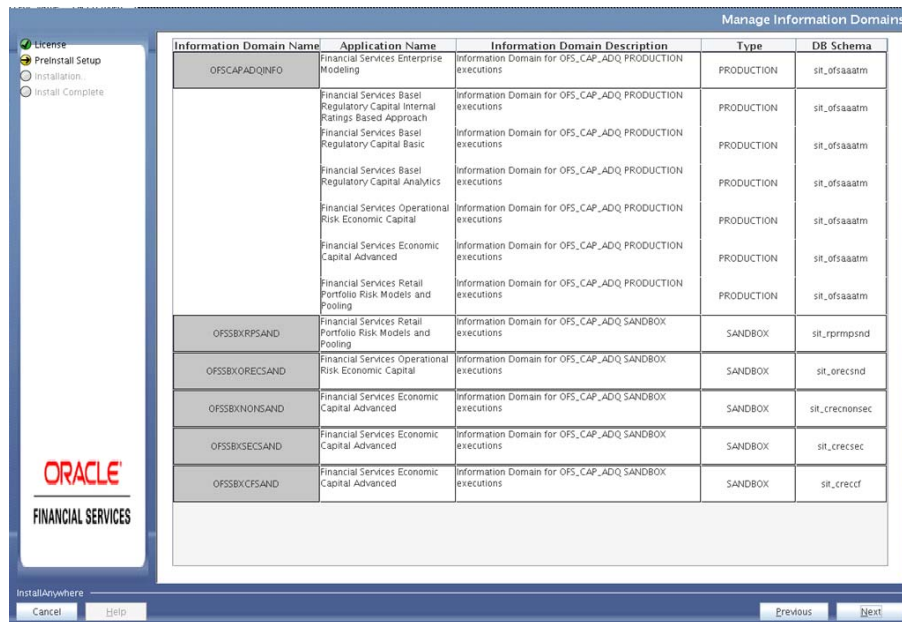 Manage Information Domains
License
PreInstall Setup
Installation..
Install Complete
Information Domain Name Application Name Information Domain Description Type DB Schema
OFSCAPADQINFO
Financial Services Enterprise
Modeling
Information Domain for OFS_CAP_ADQ PRODUCTION
executions
PRODUCTION
sit_ofsaaatm
Financial Services Basel
Regulatory Capital Internal
Ratings Based Approach
Information Domain for OFS_CAP_ADQ PRODUCTION
executions
PRODUCTION
sit_ofsaaatm
Financial Services Basel
Regulatory Capital Basic
Information Domain for OFS_CAP_ADQ PRODUCTION
executions
PRODUCTION
sit_ofsaaatm
Financial Services Basel
Regulatory Capital Analytics
Information Domain for OFS_CAP_ADQ PRODUCTION
executions
PRODUCTION
sit_ofsaaatm
Financial Services Operational
Risk Economic Capital
Information Domain for OFS_CAP_ADQ PRODUCTION
executions
PRODUCTION
sit_ofsaaatm
Financial Services Economic
Capital Advanced
Information Domain for OFS_CAP_ADQ PRODUCTION
executions
PRODUCTION
sit_ofsaaatm
Financial Services Retail
Portfolio Risk Models and
Pooling
Information Domain for OFS_CAP_ADQ PRODUCTION
executions
PRODUCTION
sit_ofsaaatm
OFSSBXRPSAND
Financial Services Retail
Portfolio Risk Models and
Pooling
Information Domain for OFS_CAP_ADQ SANDBOX
executions
SANDBOX
sit_rprmpsnd
OFSSBXORECSAND
Financial Services Operational
Risk Economic Capital
Information Domain for OFS_CAP_ADQ SANDBOX
executions
SANDBOX
sit_orecsnd
OFSSBXNONSAND
Financial Services Economic
Capital Advanced
Information Domain for OFS_CAP_ADQ SANDBOX
executions
SANDBOX
sit_crecnonsec
OFSSBXSECSAND
Financial Services Economic
Capital Advanced
Information Domain for OFS_CAP_ADQ SANDBOX
executions
SANDBOX
sit_crecsec
OFSSBXCFSAND
Financial Services Economic
Capital Advanced
Information Domain for OFS_CAP_ADQ SANDBOX
executions
SANDBOX
sit_creccf
ORACLE
FINANCIAL SERVICES
InstallAnywhere
Cancel Help Previous Next